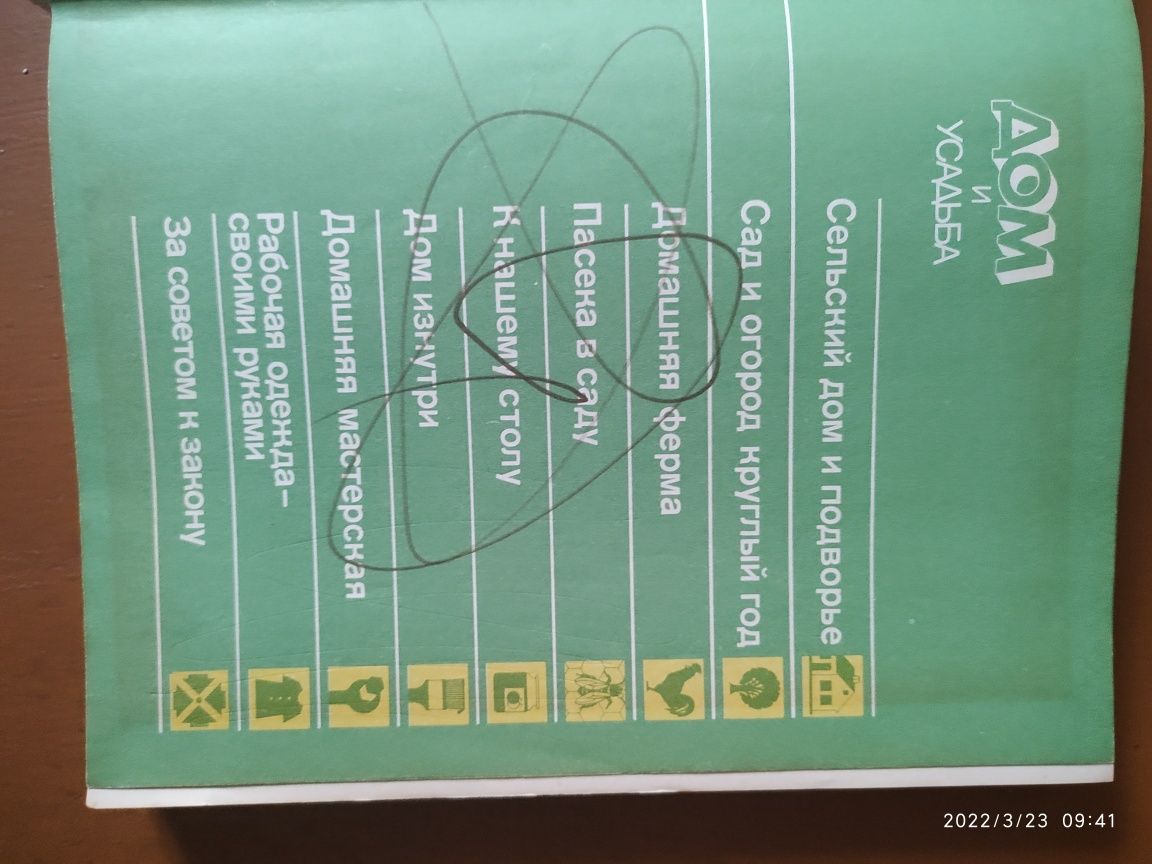 ДОМ
И
УСАДЬБА
Сельский дом и подворье
Сад и огород круглый год
Домашняя ферма
Пасека в саду
К нашему столу
Дом изнутри
Домашняя мастерская
Рабочая одежда –
своими руками
За советом к закону
2022/3/23 09:41